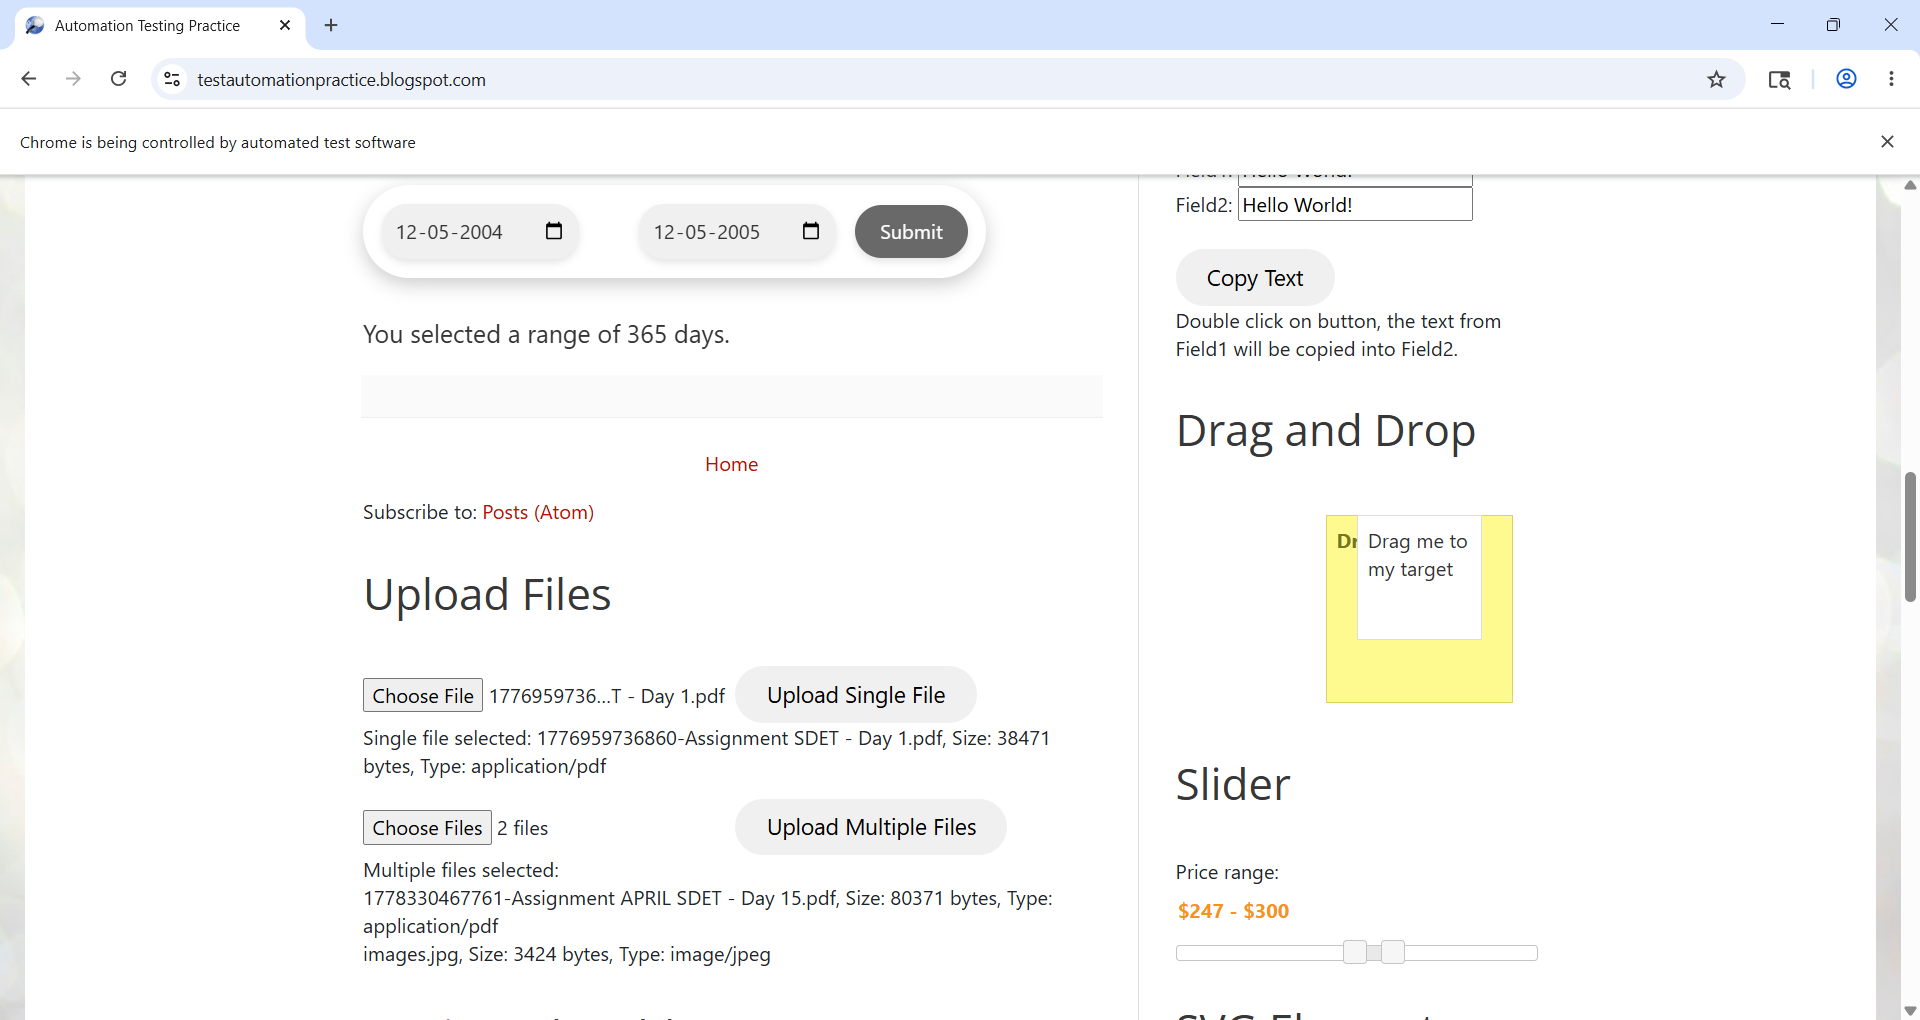 Automation Testing Practice
testautomationpractice.blogspot.com
Chrome is being controlled by automated test software
12-05-2004
12-05-2005
Submit
You selected a range of 365 days.
Home
Subscribe to: Posts (Atom)
Upload Files
Choose File 1776959736...T - Day 1.pdf
Upload Single File
Single file selected: 1776959736860-Assignment SDET - Day 1.pdf, Size: 38471
bytes, Type: application/pdf
Choose Files 2 files
Upload Multiple Files
Multiple files selected:
1778330467761-Assignment APRIL SDET - Day 15.pdf, Size: 80371 bytes, Type:
application/pdf
images.jpg, Size: 3424 bytes, Type: image/jpeg
Field2: Hello World!
Copy Text
Double click on button, the text from
Field1 will be copied into Field2.
Drag and Drop
Dr
Drag me to
my target
Slider
Price range:
$247 - $300